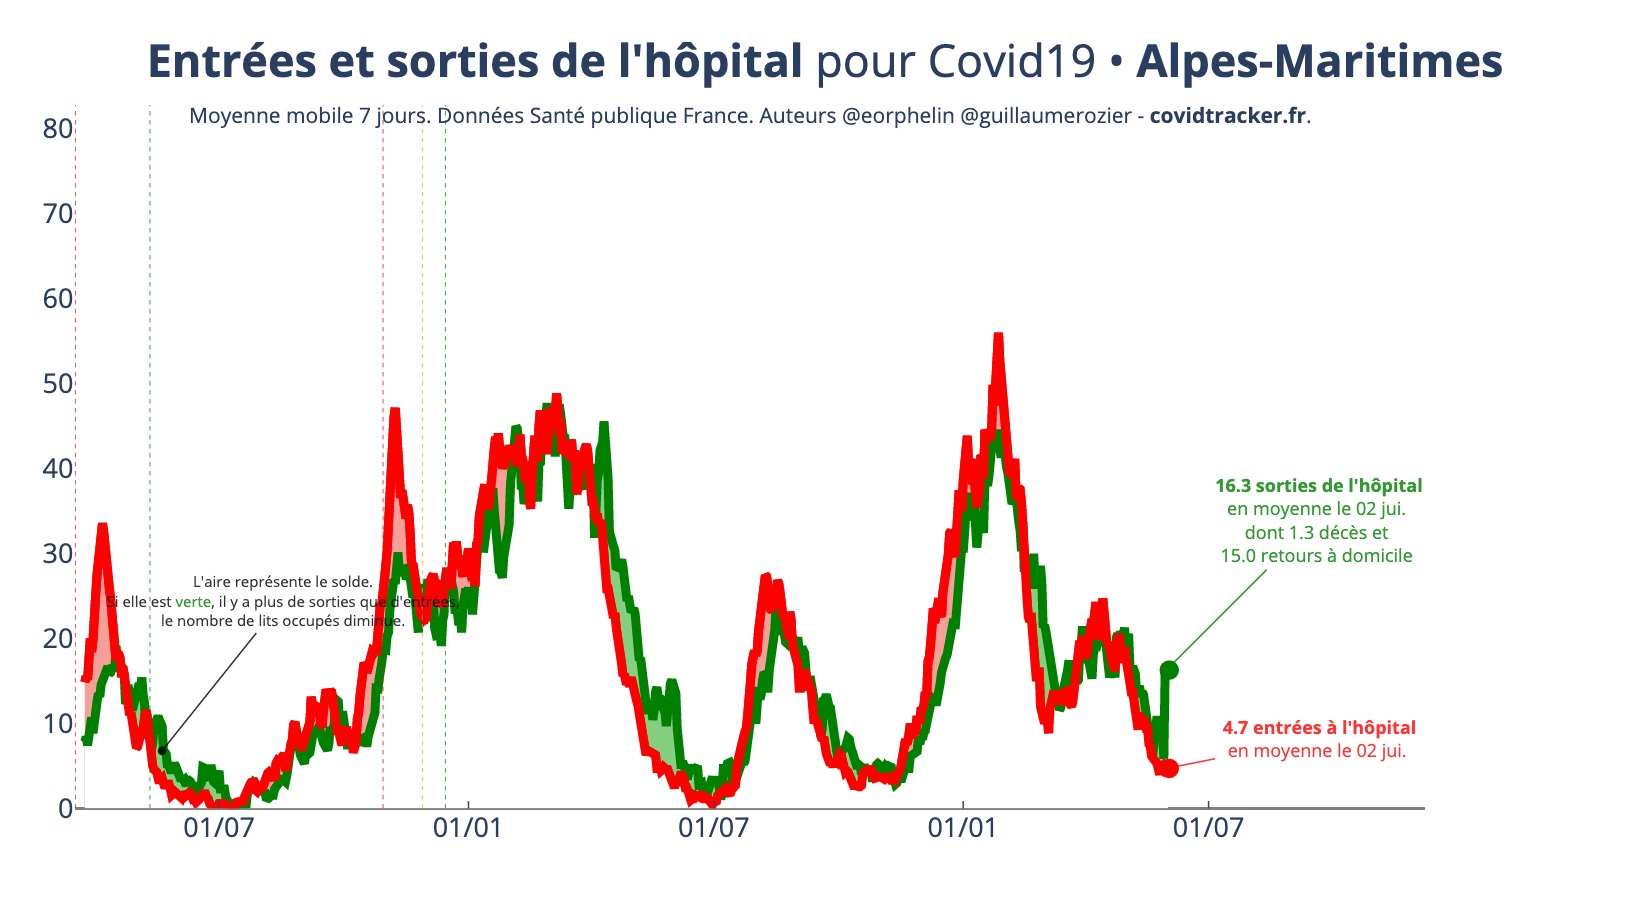 Entrées et sorties de l'hôpital pour Covid19 • Alpes-Maritimes
Moyenne mobile 7 jours. Données Santé publique France. Auteurs @eorphelin @guillaumerozier - covidtracker.fr.
80
70
60
50
40
30
20
10
0
L'aire représente le solde.
Si elle est verte, il y a plus de sorties que d'entrées,
le nombre de lits occupés diminue.
16.3 sorties de l'hôpital
en moyenne le 02 jui.
dont 1.3 décès et
15.0 retours à domicile
4.7 entrées à l'hôpital
en moyenne le 02 jui.
01/07
01/01
01/07
01/01
01/07